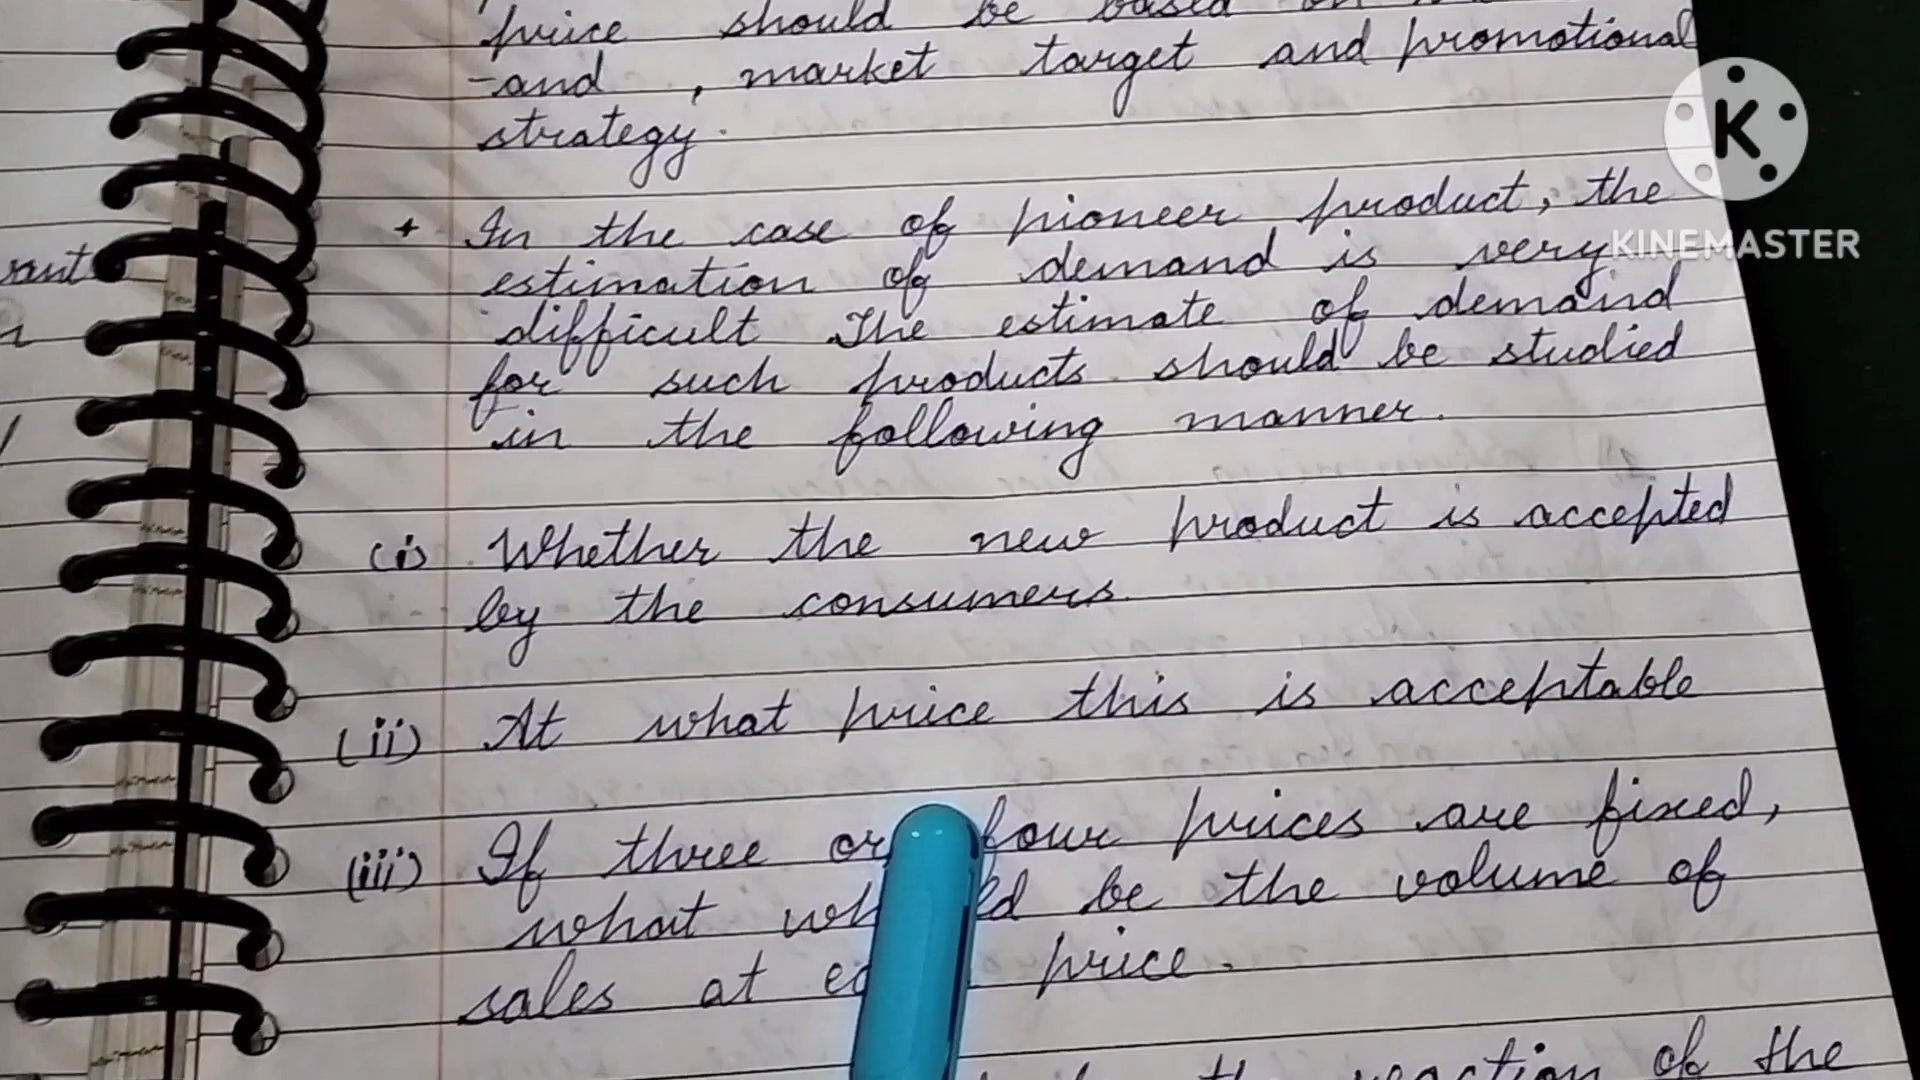 price should be based on
-and , market target and promotional
strategy.
+ In the case of pioneer product, the
estimation of demand is very
difficult The estimate of demand
for such products should be studied
in the following manner.
(i) Whether the new product is accepted
by the consumers.
(ii) At what price this is acceptable
(iii) If three or four prices are fixed,
what be the volume of
sales at price.
reaction of the
K
KINEMASTER